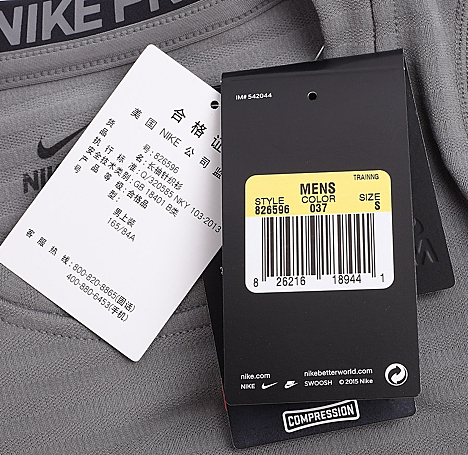 NIKE PRO
合格证
美国 NIKE 公司监
货号:826596
品名:长袖针织衫
执行标准:Q/220585 NKY 103-2013
安全技术类别:GB 18401 B类
产品等级:合格品
号型:
男上装
165/84A
客服热线:800-820-8865(固话)
400-880-6453(手机)
IM# 542044
TRAINNG
MENS
STYLE COLOR SIZE
826596 037 S
8 26216 18944 1
nike.com nikebetterworld.com
NIKE SWOOSH © 2015 Nike
COMPRESSION